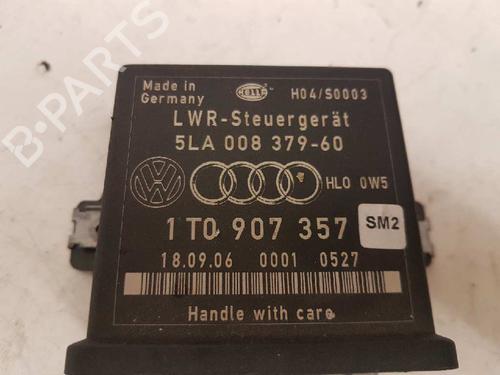 B-PARTS
Made in
Germany
HELLA
H04/S0003
LWR-Steuergerät
5LA 008 379-60
HLO 0W5
1T0 907 357
SM2
18.09.06 0001 0527
Handle with care